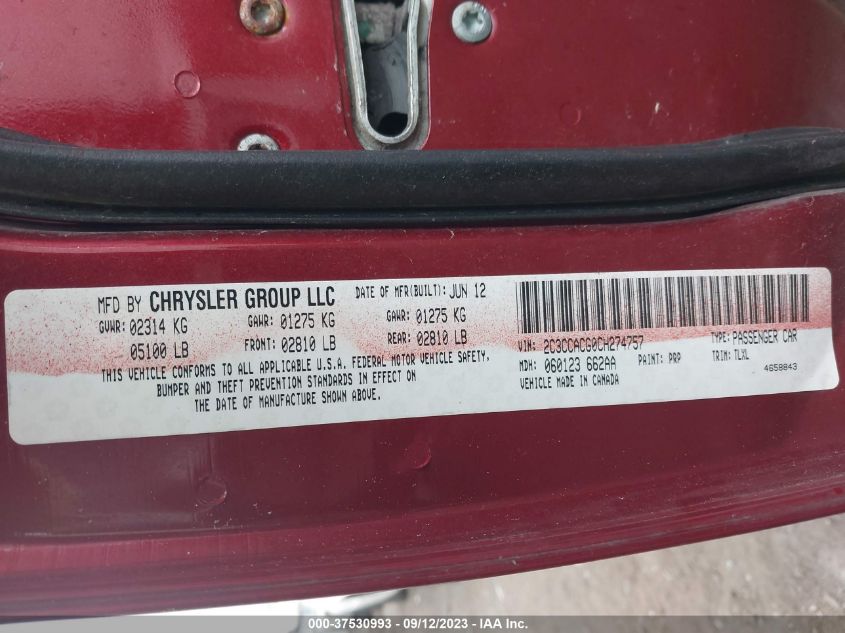 MFD BY CHRYSLER GROUP LLC DATE OF MFR(BUILT): JUN 12
GVWR: 02314 KG GAWR: 01275 KG GAWR: 01275 KG
05100 LB FRONT: 02810 LB REAR: 02810 LB
THIS VEHICLE CONFORMS TO ALL APPLICABLE U.S.A. FEDERAL MOTOR VEHICLE SAFETY,
BUMPER AND THEFT PREVENTION STANDARDS IN EFFECT ON
THE DATE OF MANUFACTURE SHOWN ABOVE.
VIN: 2C3CCACG0CH274757 TYPE: PASSENGER CAR
MDH: 060123 662AA PAINT: PRP TRIM: TLXL
VEHICLE MADE IN CANADA 4658843
000-37530993 - 09/12/2023 - IAA Inc.